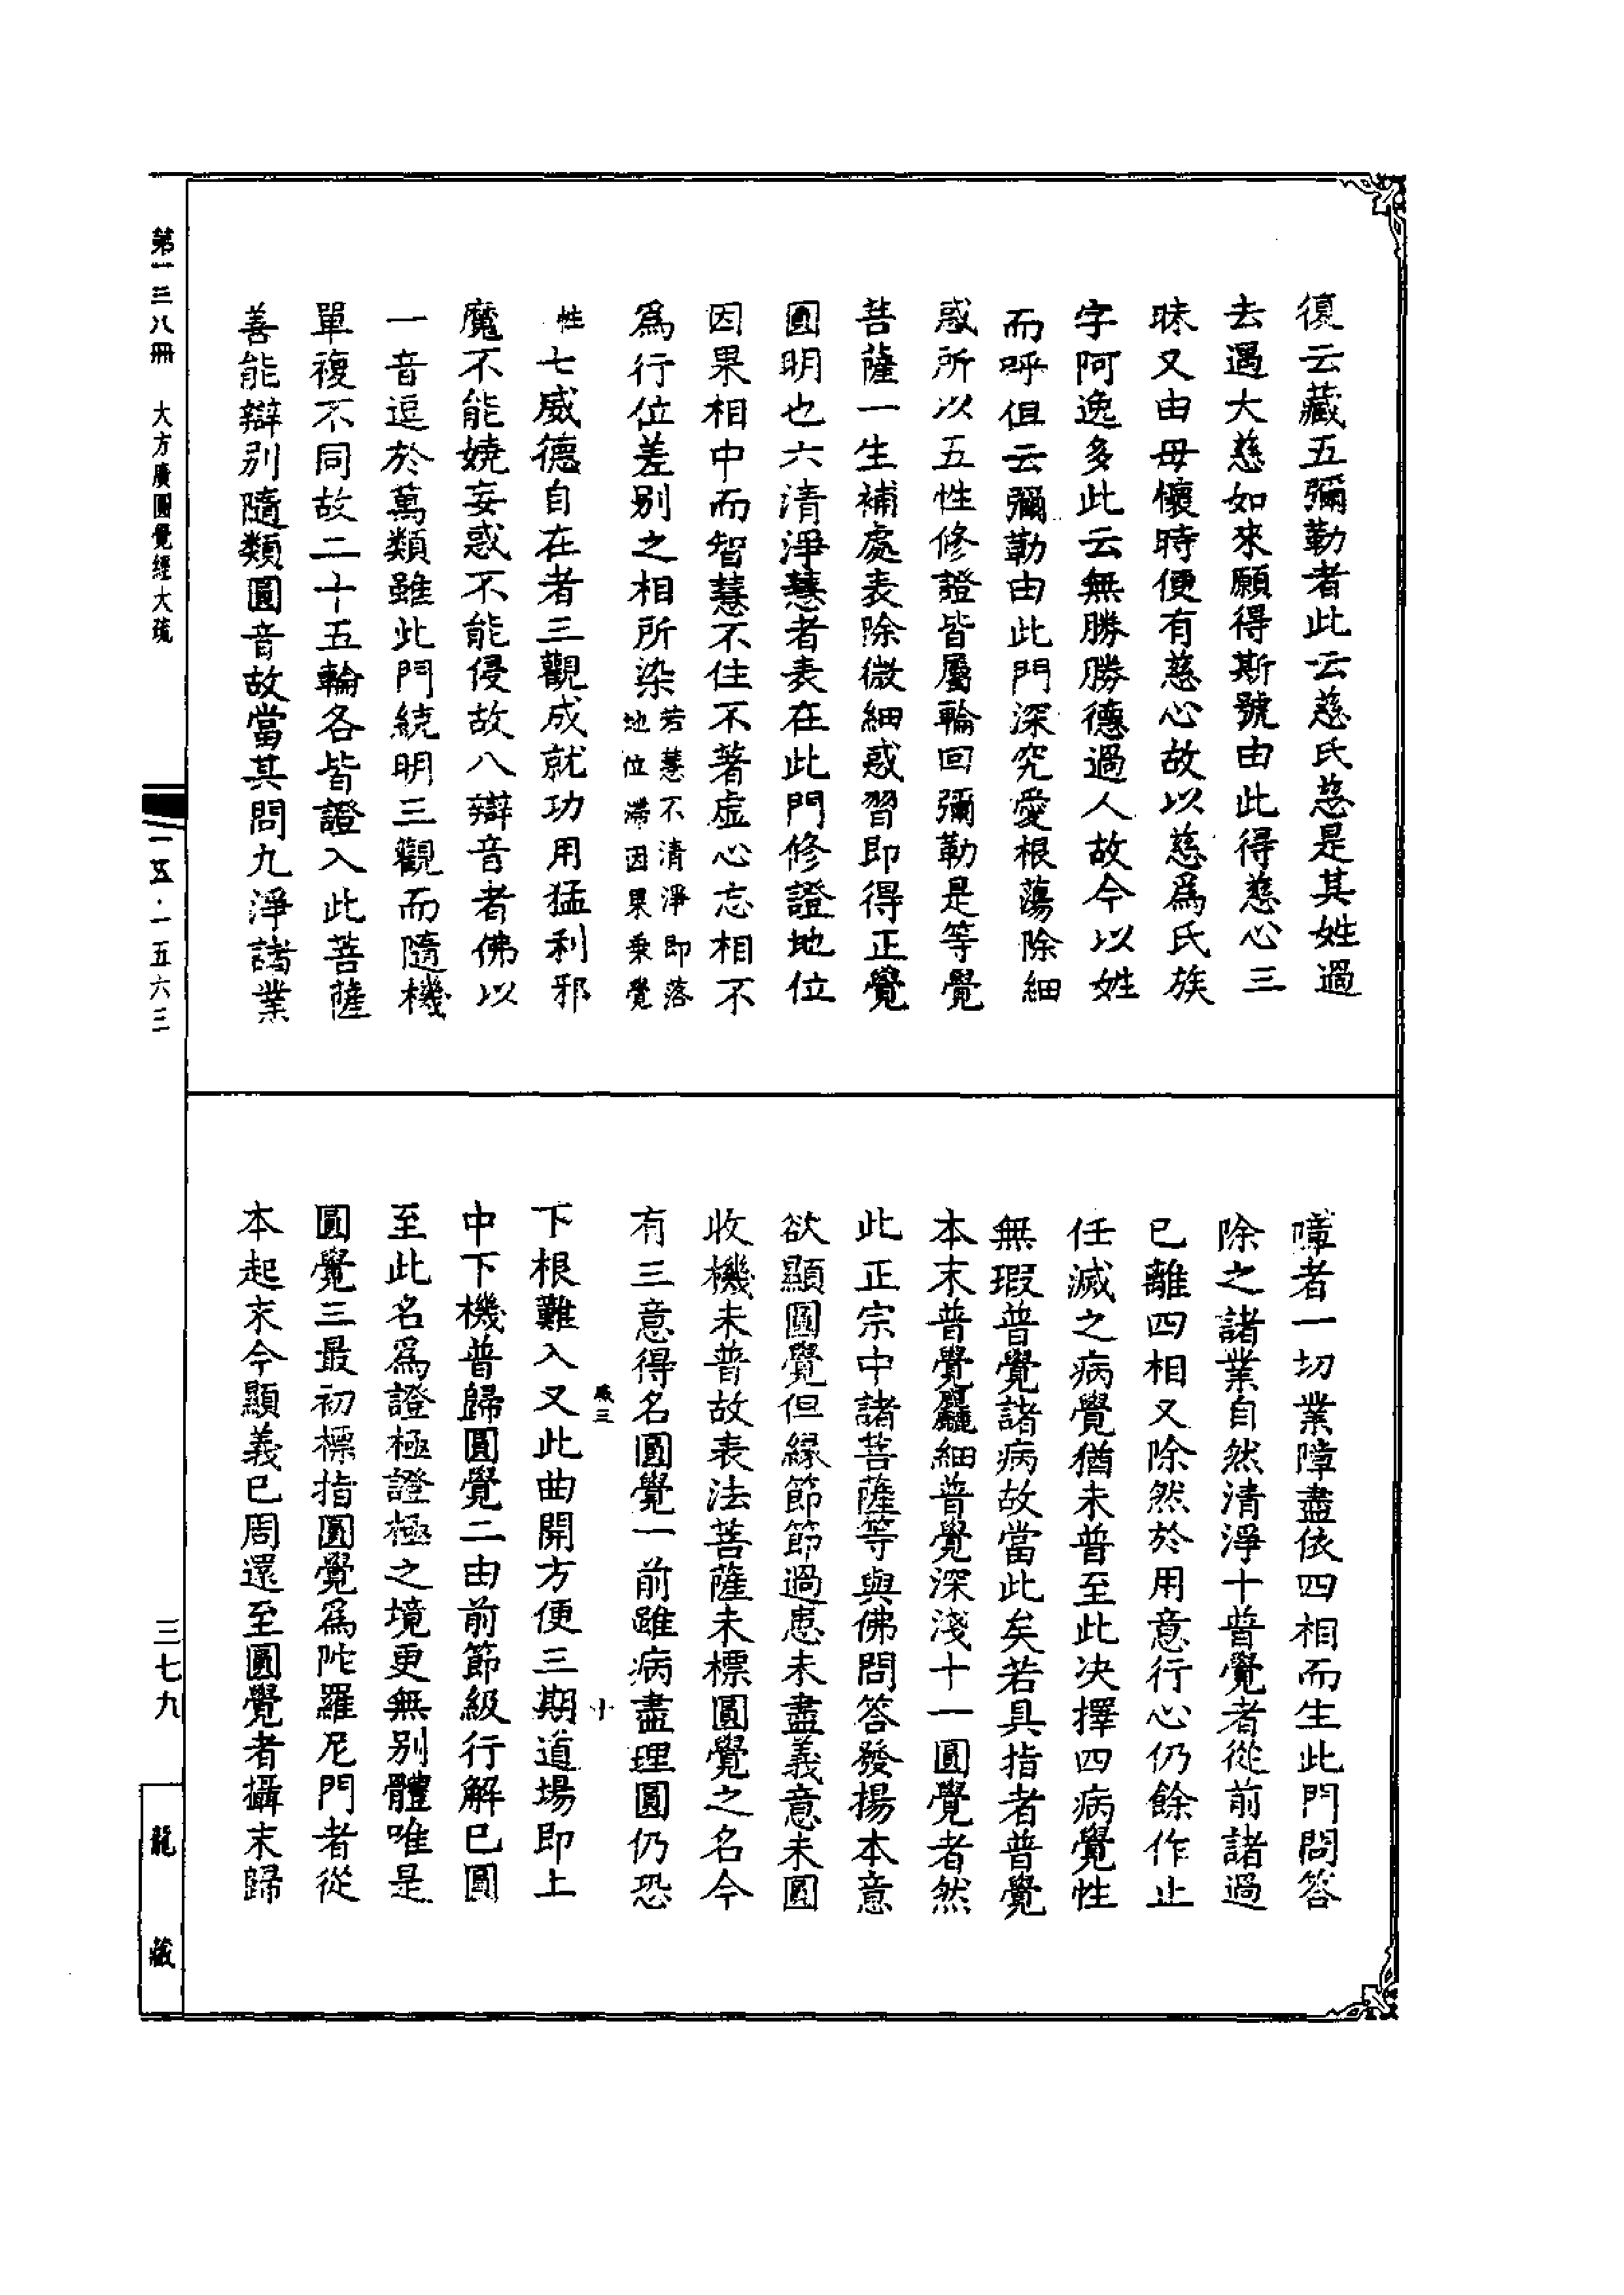 復云藏五彌勒者此云慈氏慈是其姓過
去遇大慈如來願得斯號由此得慈心三
昧又由母懷時便有慈心故以慈爲氏族
字阿逸多此云無勝勝德過人故今以姓
而呼但云彌勒由此門深究愛根蕩除細
惑所以五性修證皆屬輪回彌勒是等覺
菩薩一生補處表除微細惑習即得正覺
圓明也六清淨慧者表在此門修證地位
因果相中而智慧不住不著虛心忘相不
爲行位差別之相所染若慧不清淨即落地位滯因果乗覺
性七威德自在者三觀成就功用猛利邪
魔不能嬈妄惑不能侵故八辯音者佛以
一音逗於萬類雖此門統明三觀而隨機
單複不同故二十五輪各皆證入此菩薩
善能辯別隨類圓音故當其問九淨諸業
障者一切業障盡依四相而生此門問答
除之諸業自然清淨十普覺者從前諸過
已離四相又除然於用意行心仍餘作止
任滅之病覺猶未普至此決擇四病覺性
無瑕普覺諸病故當此矣若具指者普覺
本末普覺麤細普覺深淺十一圓覺者然
此正宗中諸菩薩等與佛問答發揚本意
欲顯圓覺但緣節節過患未盡義意未圓
收機未普故表法菩薩未標圓覺之名今
有三意得名圓覺一前雖病盡理圓仍恐
下根難入又此曲開方便三期道場即上
中下機普歸圓覺二由前節級行解已圓
至此名爲證極證極之境更無別體唯是
圓覺三最初標指圓覺爲陀羅尼門者從
本起末今顯義已周還至圓覺者攝末歸
十
第一三八冊 大方廣圓覺經大疏
一五·一五六三
三七九
龍藏